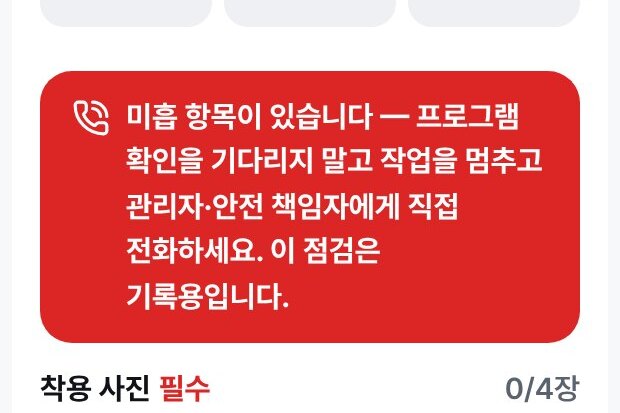 미흡 항목이 있습니다 — 프로그램
확인을 기다리지 말고 작업을 멈추고
관리자·안전 책임자에게 직접
전화하세요. 이 점검은
기록용입니다.
착용 사진 필수 0/4장